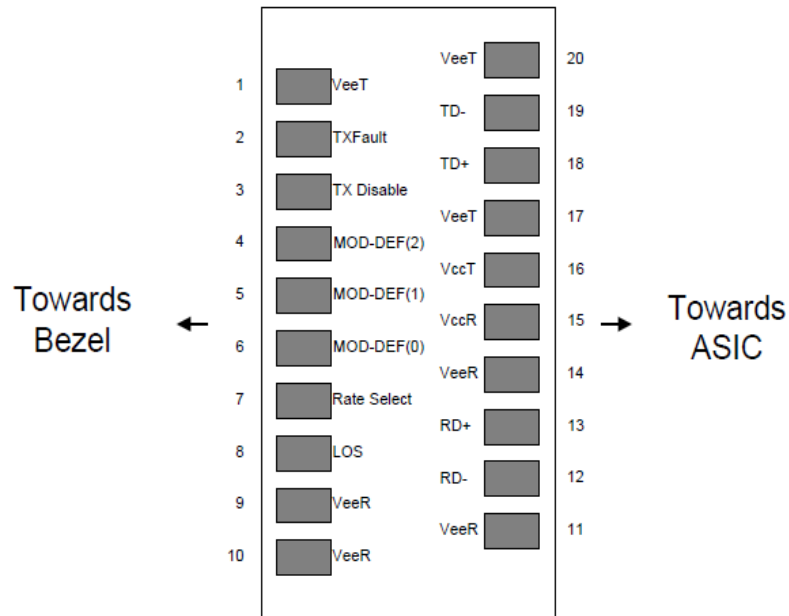 Towards
Bezel
1 VeeT
2 TXFault
3 TX Disable
4 MOD-DEF(2)
5 MOD-DEF(1)
6 MOD-DEF(0)
7 Rate Select
8 LOS
9 VeeR
10 VeeR
VeeT 20
TD- 19
TD+ 18
VeeT 17
VccT 16
VccR 15
VeeR 14
RD+ 13
RD- 12
VeeR 11
Towards
ASIC